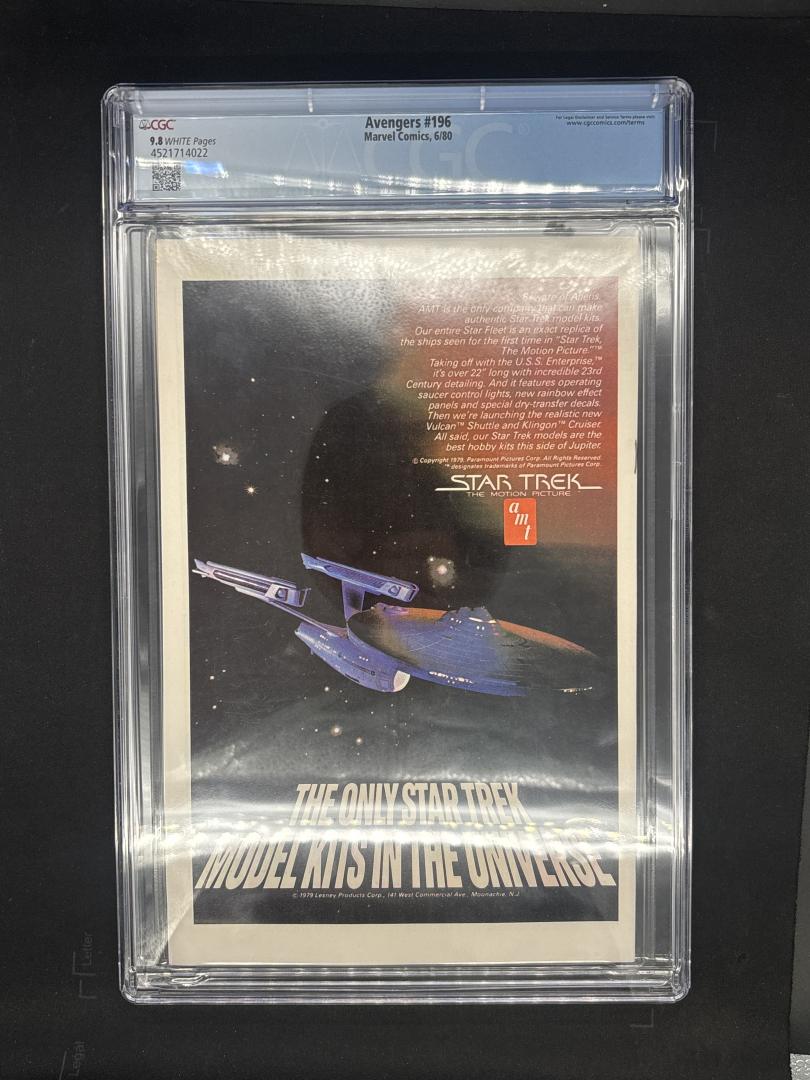 CGC
9.8 WHITE Pages
4521714022
Avengers #196
Marvel Comics, 6/80
For Legal Disclaimer and Service Terms please visit:
www.cgccomics.com/terms
CGC
Beware of Aliens.
AMT is the only company that can make
authentic Star Trek model kits.
Our entire Star Fleet is an exact replica of
the ships seen for the first time in "Star Trek,
The Motion Picture."™
Taking off with the U.S.S. Enterprise,™
it's over 22" long with incredible 23rd
Century detailing. And it features operating
saucer control lights, new rainbow effect
panels and special dry-transfer decals.
Then we're launching the realistic new
Vulcan™ Shuttle and Klingon™ Cruiser.
All said, our Star Trek models are the
best hobby kits this side of Jupiter.
© Copyright 1979, Paramount Pictures Corp. All Rights Reserved.
™ designates trademarks of Paramount Pictures Corp.
STAR TREK
THE MOTION PICTURE
amt
THE ONLY STAR TREK
MODEL KITS IN THE UNIVERSE
© 1979 Lesney Products Corp., 141 West Commercial Ave., Moonachie, N.J.
Letter
Legal